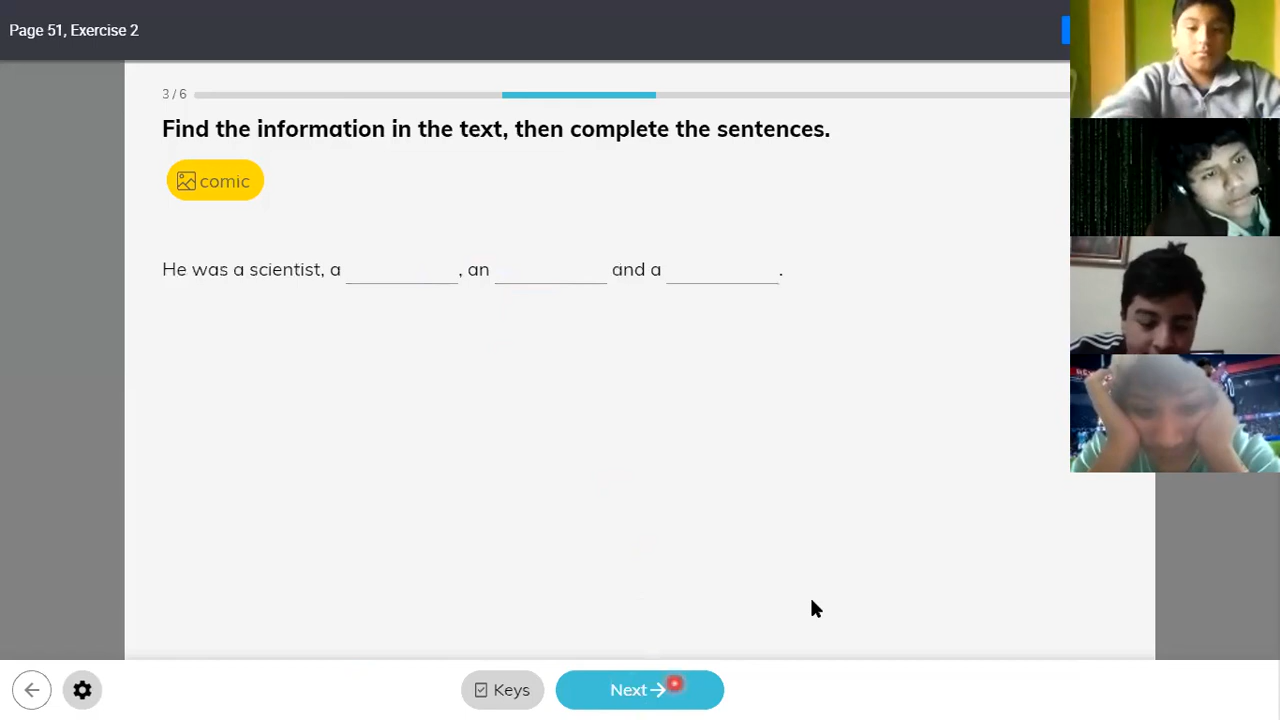 Page 51, Exercise 2
3 / 6
Find the information in the text, then complete the sentences.
comic
He was a scientist, a , an and a .
Keys
Next